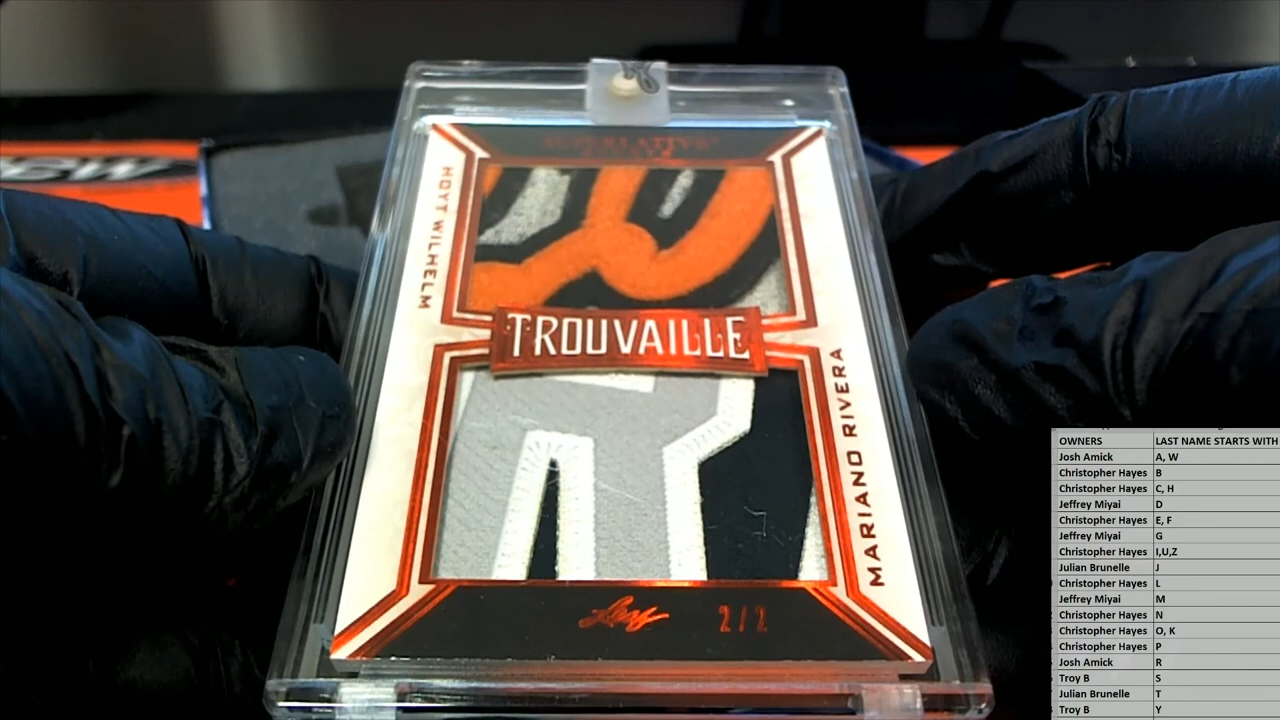 HOYT WILHELM
TROUVAILLE
MARIANO RIVERA
Leaf 2/2
OWNERS LAST NAME STARTS WITH
Josh Amick A, W
Christopher Hayes B
Christopher Hayes C, H
Jeffrey Miyai D
Christopher Hayes E, F
Jeffrey Miyai G
Christopher Hayes I,U,Z
Julian Brunelle J
Christopher Hayes L
Jeffrey Miyai M
Christopher Hayes N
Christopher Hayes O, K
Christopher Hayes P
Josh Amick R
Troy B S
Julian Brunelle T
Troy B Y